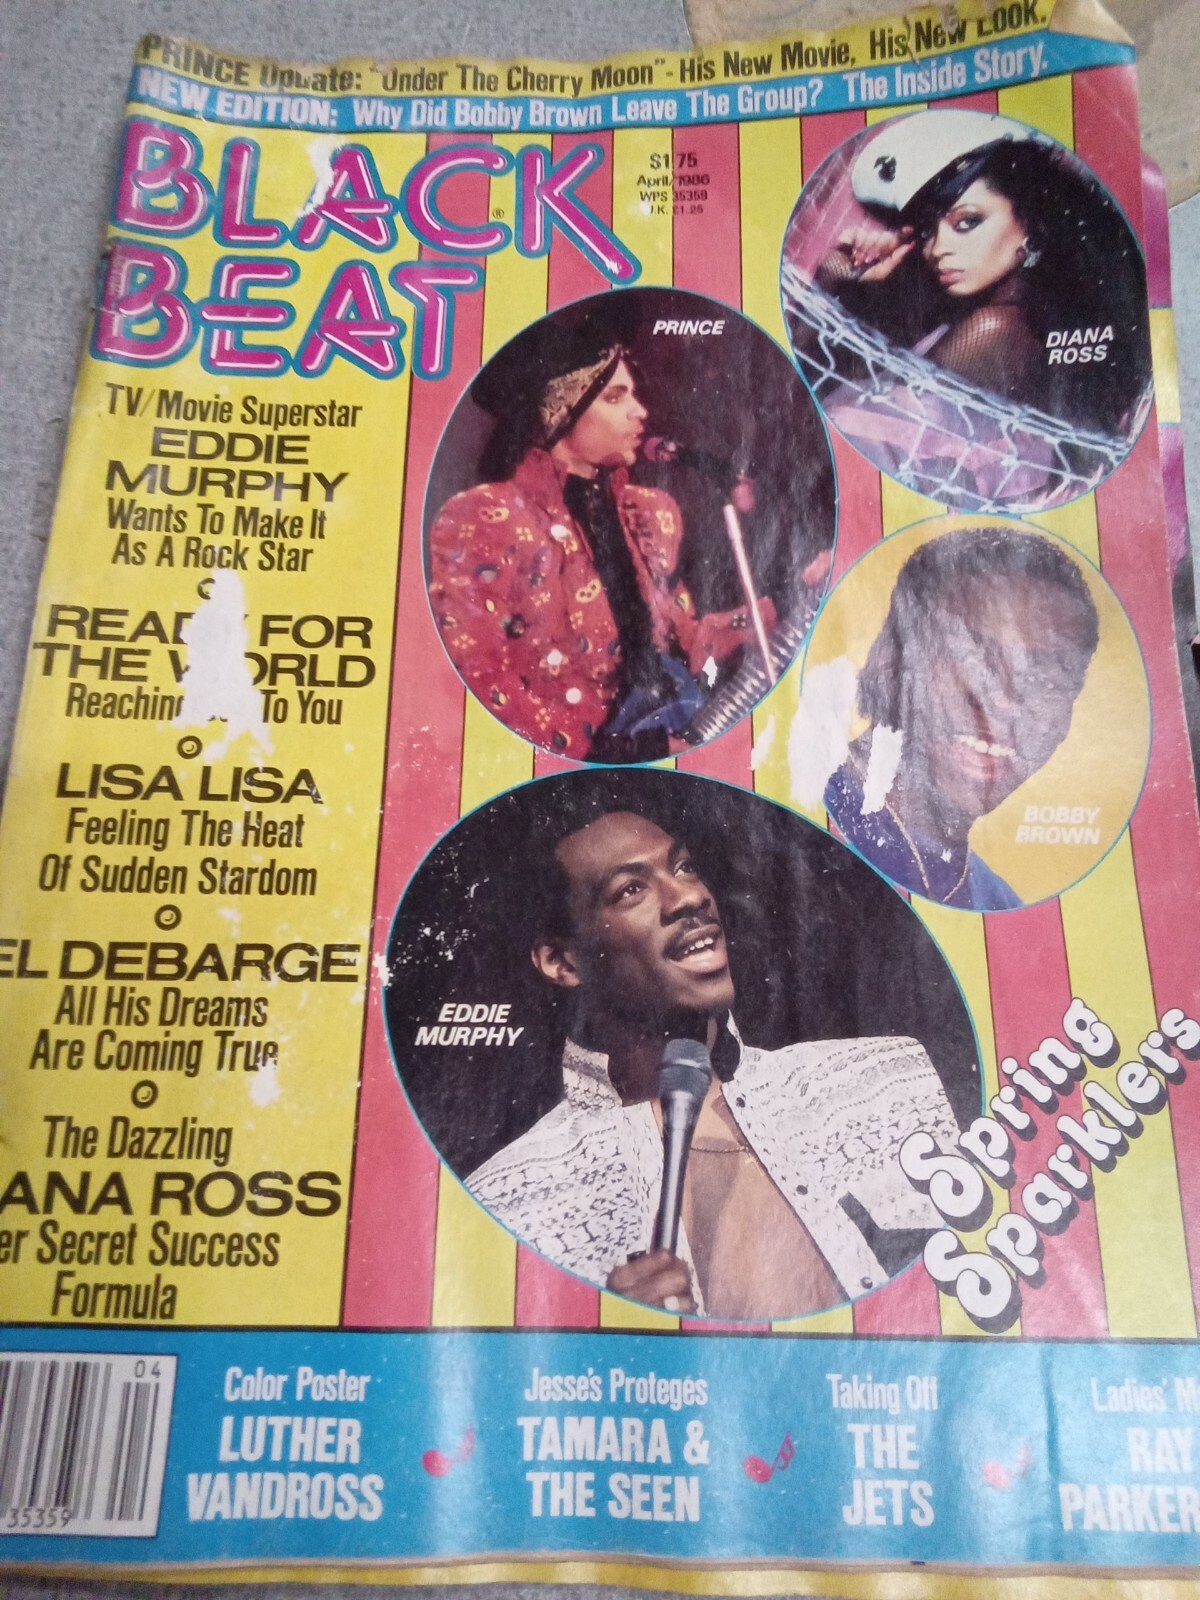 PRINCE Update: "Under The Cherry Moon"- His New Movie, His New Look.
NEW EDITION: Why Did Bobby Brown Leave The Group? The Inside Story.
BLACK
BEAT
®
$1.75
April/1986
WPS 35359
U.K. £1.25
PRINCE
DIANA
ROSS
BOBBY
BROWN
EDDIE
MURPHY
TV/Movie Superstar
EDDIE
MURPHY
Wants To Make It
As A Rock Star
READY FOR
THE WORLD
Reaching To You
LISA LISA
Feeling The Heat
Of Sudden Stardom
EL DEBARGE
All His Dreams
Are Coming True
The Dazzling
ANA ROSS
er Secret Success
Formula
Spring
Sparklers
04
35359
Color Poster
LUTHER
VANDROSS
Jesse's Proteges
TAMARA &
THE SEEN
Taking Off
THE
JETS
Ladies' M
RAY
PARKER